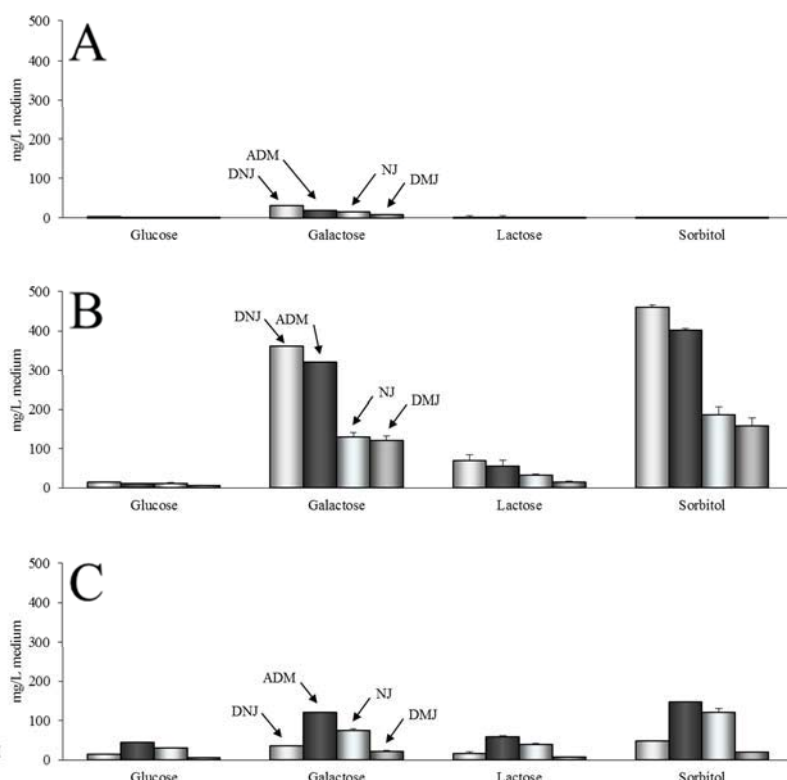 A
500
400
300
200
100
0
mg/L medium
DNJ
ADM
NJ
DMJ
Glucose Galactose Lactose Sorbitol
B
500
400
300
200
100
0
mg/L medium
DNJ ADM
NJ
DMJ
Glucose Galactose Lactose Sorbitol
C
500
400
300
200
100
0
mg/L medium
ADM
DNJ
NJ
DMJ
Glucose Galactose Lactose Sorbitol